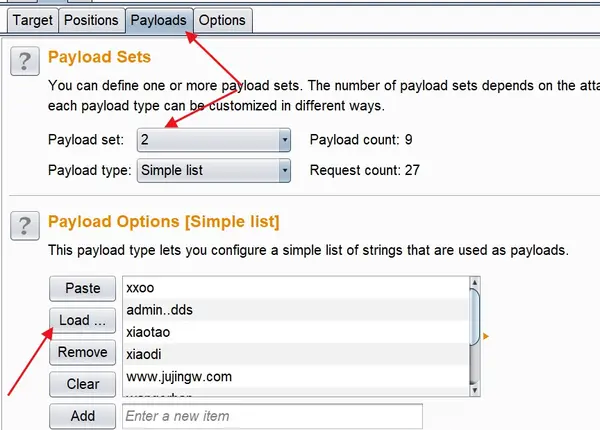 Target Positions Payloads Options
? Payload Sets
You can define one or more payload sets. The number of payload sets depends on the atta
each payload type can be customized in different ways.
Payload set: 2 Payload count: 9
Payload type: Simple list Request count: 27
? Payload Options [Simple list]
This payload type lets you configure a simple list of strings that are used as payloads.
Paste xxoo
admin..dds
Load ... xiaotao
Remove xiaodi
Clear www.jujingw.com
Add Enter a new item